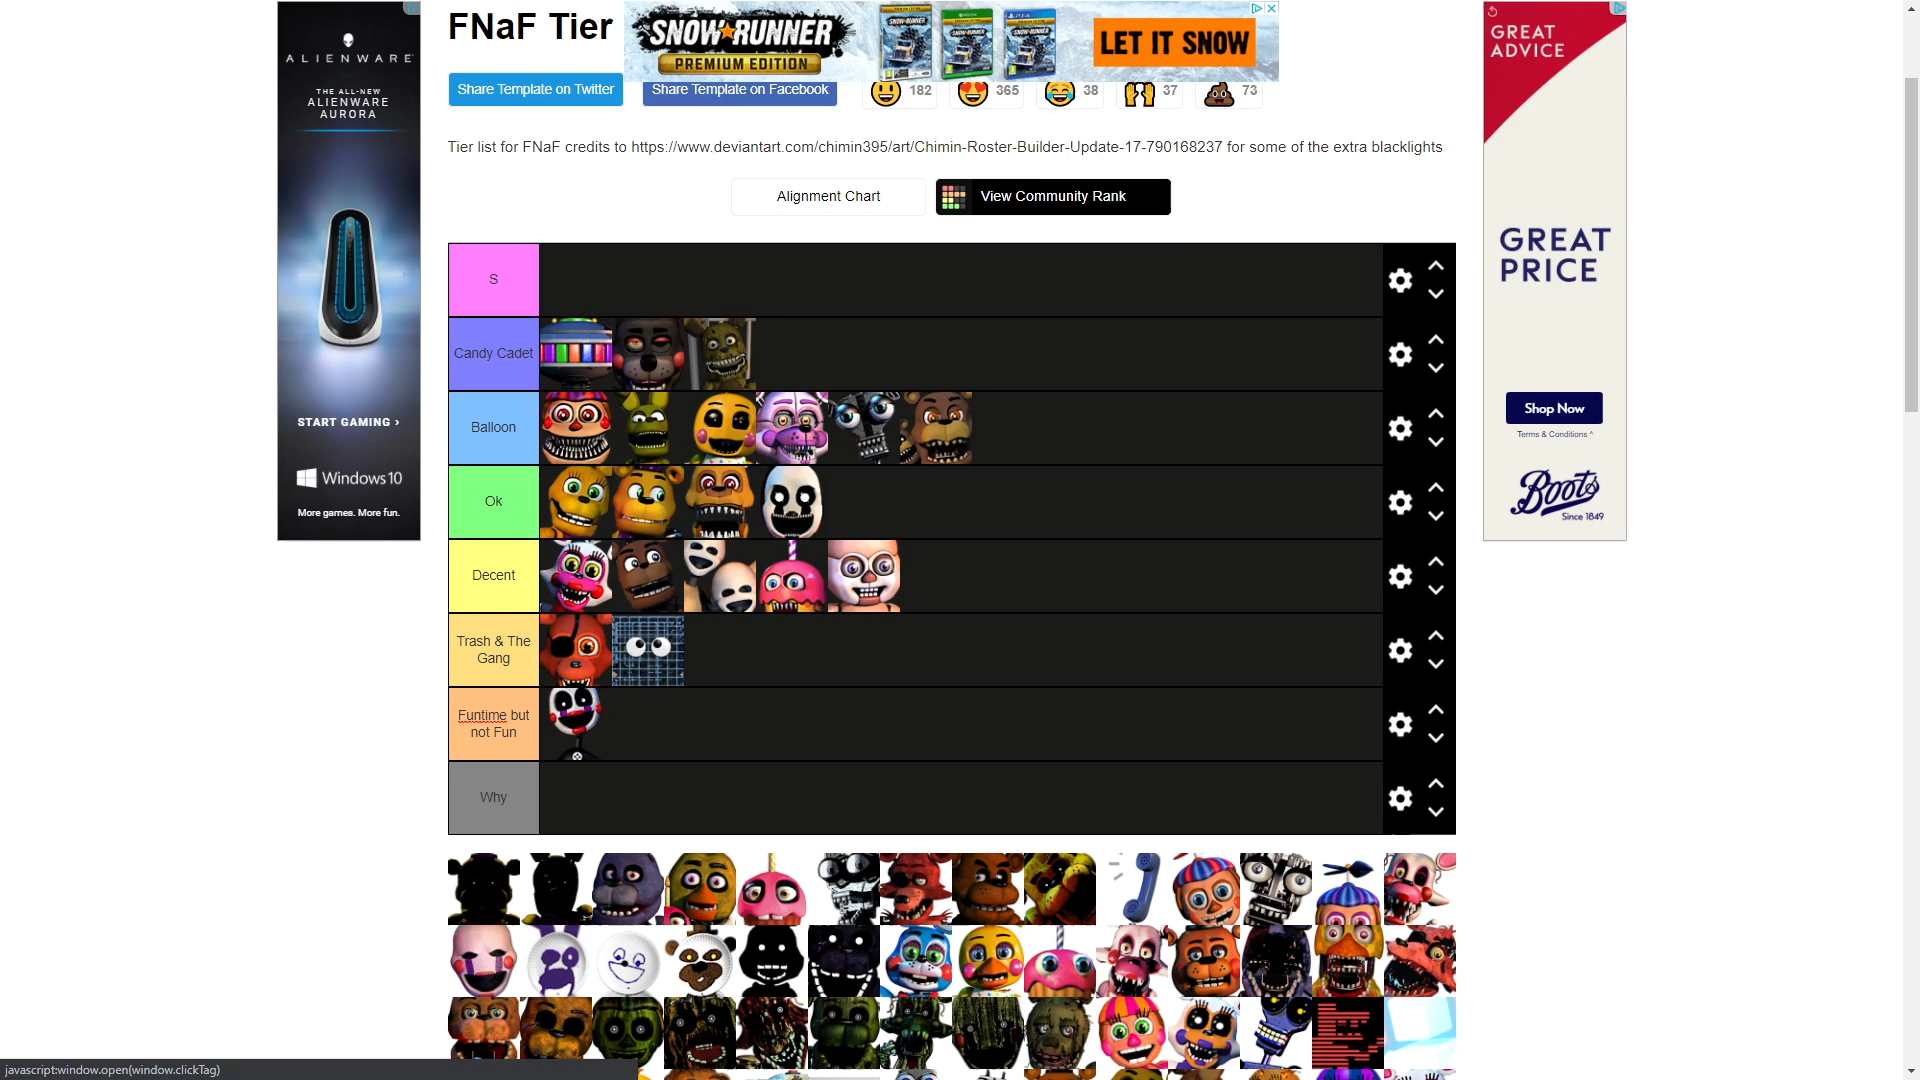 FNaF Tier
SNOWRUNNER
PREMIUM EDITION
LET IT SNOW
Share Template on Twitter
Share Template on Facebook
182
365
38
37
73
Tier list for FNaF credits to https://www.deviantart.com/chimin395/art/Chimin-Roster-Builder-Update-17-790168237 for some of the extra blacklights
Alignment Chart
View Community Rank
ALIENWARE
THE ALL-NEW
ALIENWARE
AURORA
START GAMING ›
Windows10
More games. More fun.
S
Candy Cadet
Balloon
Ok
Decent
Trash & The
Gang
Funtime but
not Fun
Why
GREAT
ADVICE
GREAT
PRICE
Shop Now
Terms & Conditions ^
Boots
Since 1849
javascript:window.open(window.clickTag)